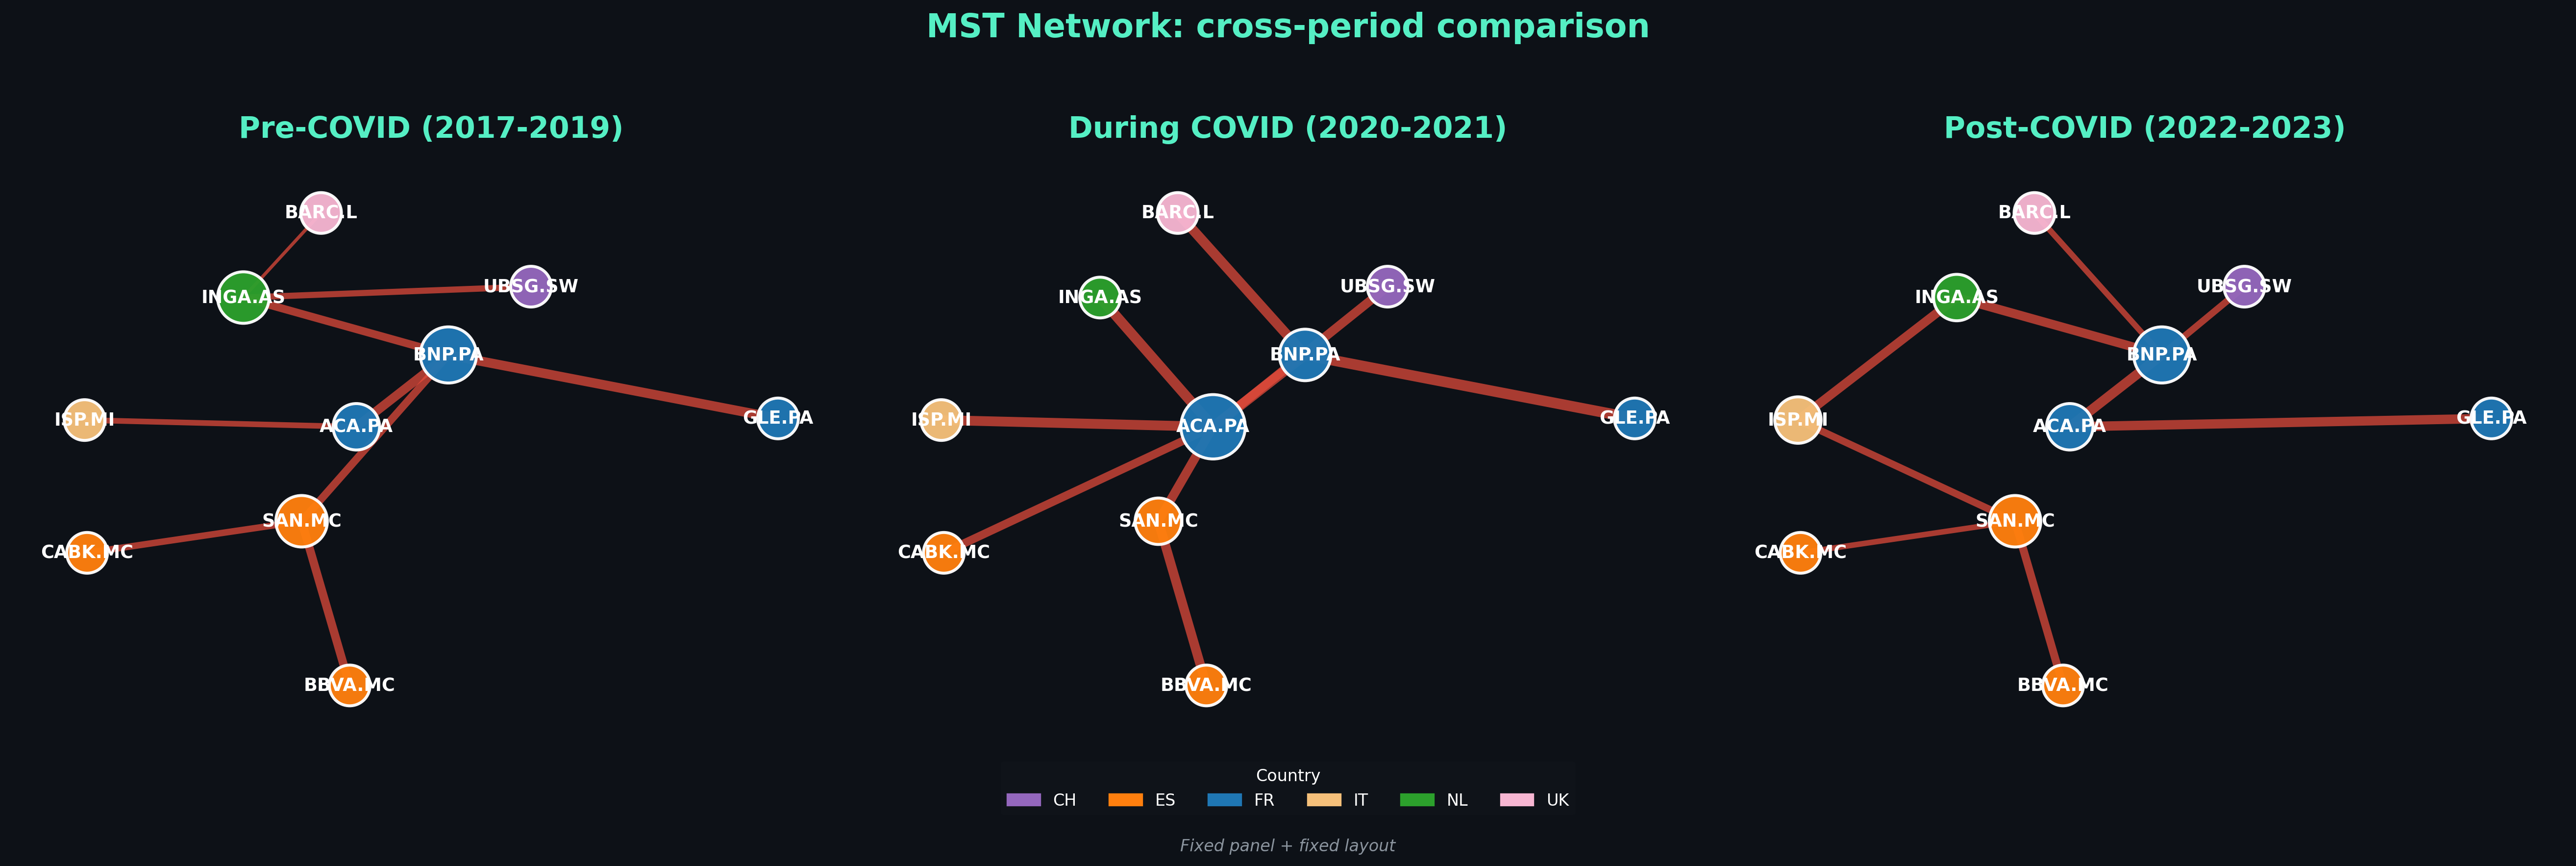 MST Network: cross-period comparison
Pre-COVID (2017-2019)
BARC.L
INGA.AS
UBSG.SW
BNP.PA
ISP.MI
ACA.PA
GLE.PA
SAN.MC
CABK.MC
BBVA.MC
During COVID (2020-2021)
BARC.L
INGA.AS
UBSG.SW
BNP.PA
ISP.MI
ACA.PA
GLE.PA
SAN.MC
CABK.MC
BBVA.MC
Post-COVID (2022-2023)
BARC.L
INGA.AS
UBSG.SW
BNP.PA
ISP.MI
ACA.PA
GLE.PA
SAN.MC
CABK.MC
BBVA.MC
Country
CH ES FR IT NL UK
Fixed panel + fixed layout